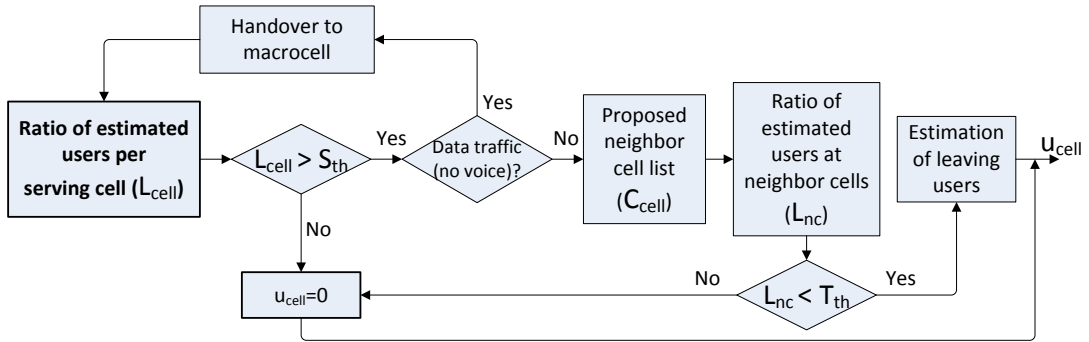 Handover to
macrocell
Ratio of estimated
users per
serving cell (Lcell)
Lcell > Sth
Yes
Yes
Data traffic
(no voice)?
No
Proposed
neighbor
cell list
(Ccell)
Ratio of
estimated
users at
neighbor cells
(Lnc)
Estimation
of leaving
users
ucell
No
ucell=0
No
Lnc < Tth
Yes